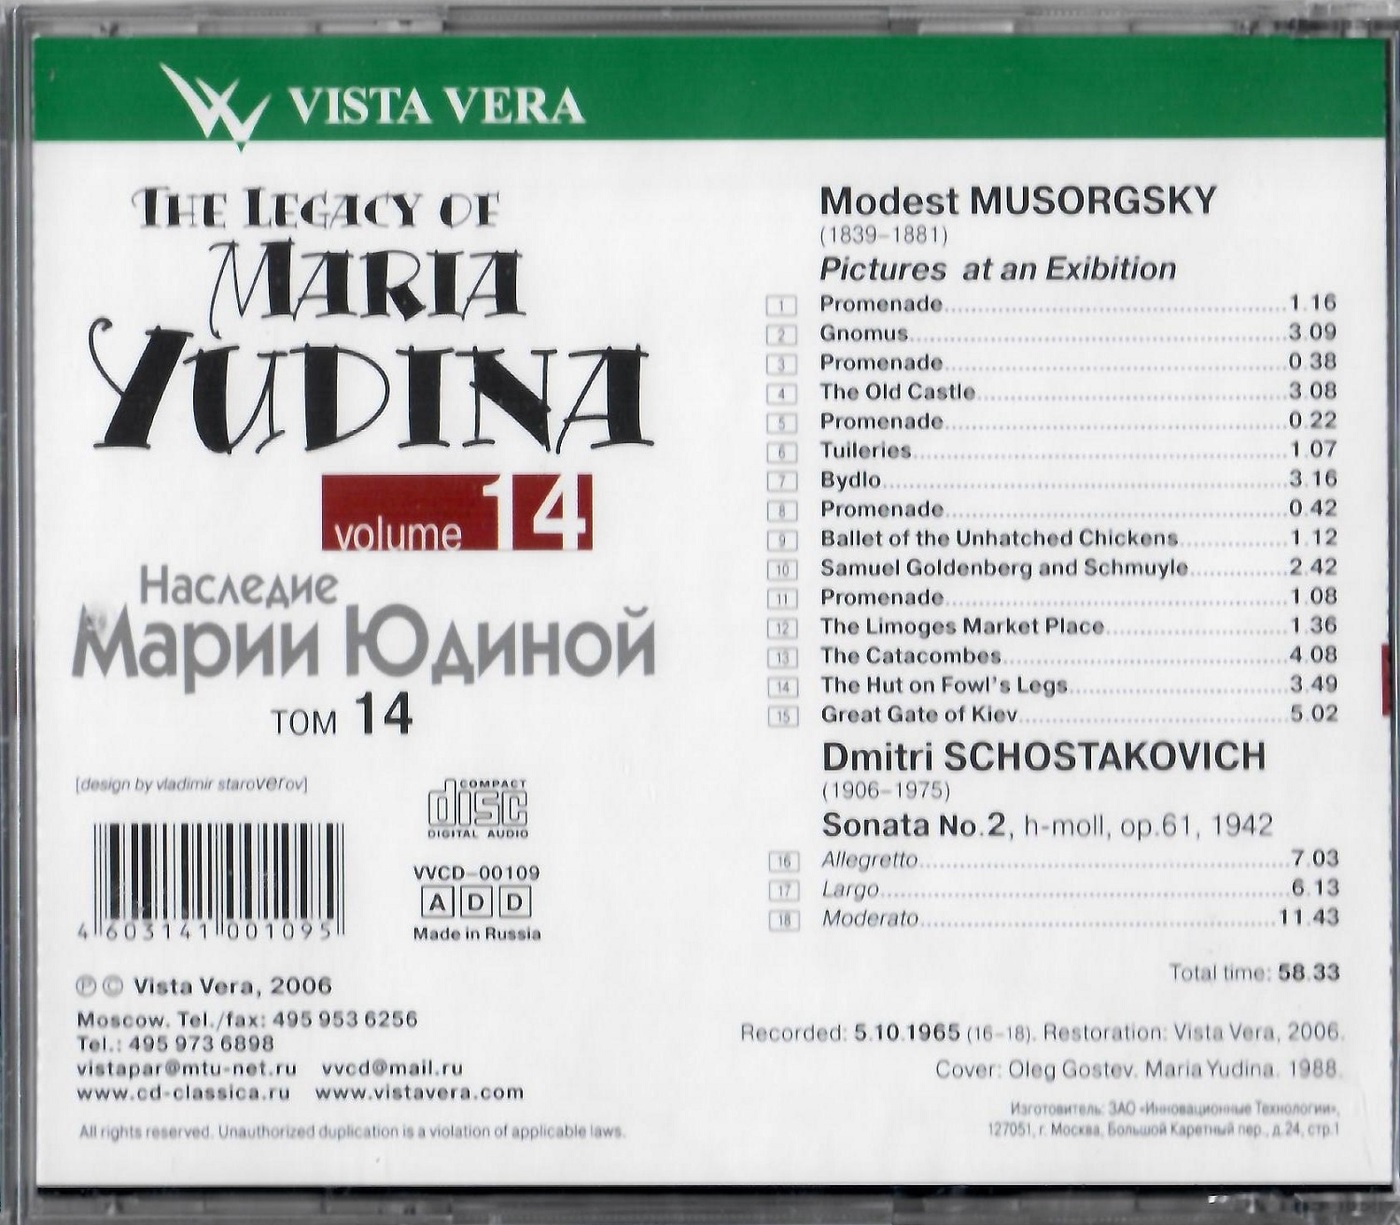 VISTA VERA
THE LEGACY OF
MARIA
YUDINA
volume 14
Наследие
Марии Юдиной
ТОМ 14
[design by vladimir staroverov]
COMPACT
disc
DIGITAL AUDIO
VVCD-00109
A D D
Made in Russia
4 603141 001095
℗ © Vista Vera, 2006
Moscow. Tel./fax: 495 953 6256
Tel.: 495 973 6898
vistapar@mtu-net.ru vvcd@mail.ru
www.cd-classica.ru www.vistavera.com
All rights reserved. Unauthorized duplication is a violation of applicable laws.
Modest MUSORGSKY
(1839-1881)
Pictures at an Exibition
1 Promenade 1.16
2 Gnomus 3.09
3 Promenade 0.38
4 The Old Castle 3.08
5 Promenade 0.22
6 Tuileries 1.07
7 Bydlo 3.16
8 Promenade 0.42
9 Ballet of the Unhatched Chickens 1.12
10 Samuel Goldenberg and Schmuyle 2.42
11 Promenade 1.08
12 The Limoges Market Place 1.36
13 The Catacombes 4.08
14 The Hut on Fowl's Legs 3.49
15 Great Gate of Kiev 5.02
Dmitri SCHOSTAKOVICH
(1906-1975)
Sonata No.2, h-moll, op.61, 1942
16 Allegretto 7.03
17 Largo 6.13
18 Moderato 11.43
Total time: 58.33
Recorded: 5.10.1965 (16-18). Restoration: Vista Vera, 2006.
Cover: Oleg Gostev. Maria Yudina. 1988.
Изготовитель: ЗАО «Инновационные Технологии»,
127051, г. Москва, Большой Каретный пер., д.24, стр.1